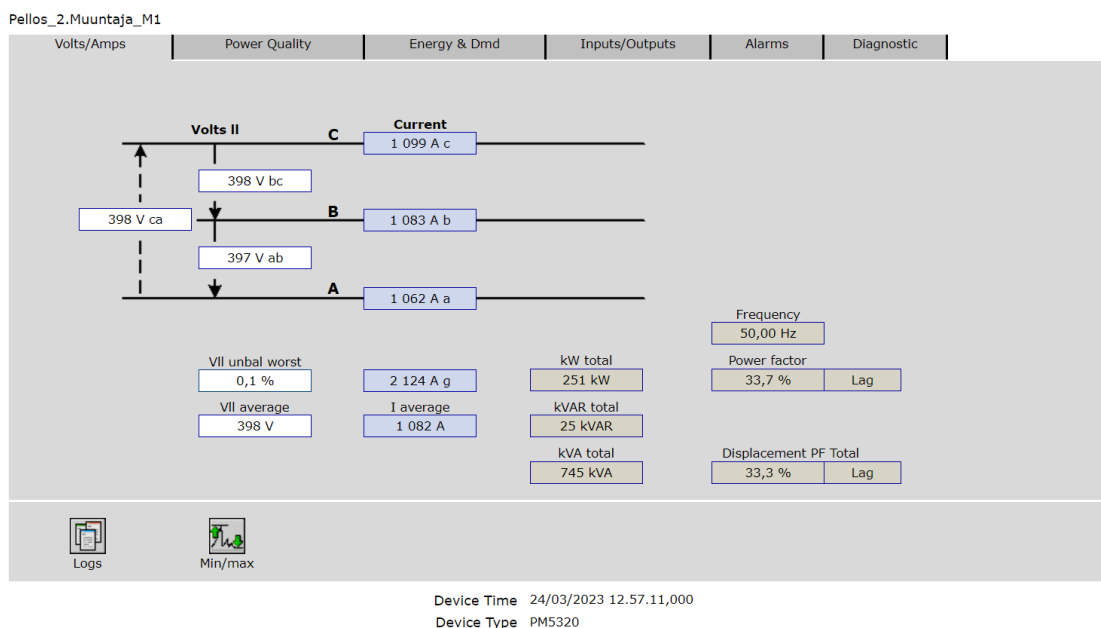 Pellos_2.Muuntaja_M1
Volts/Amps Power Quality Energy & Dmd Inputs/Outputs Alarms Diagnostic
Volts ll C Current
1 099 A c
398 V bc
398 V ca B 1 083 A b
397 V ab
A 1 062 A a
Frequency
50,00 Hz
Vll unbal worst kW total Power factor
0,1 % 2 124 A g 251 kW 33,7 % Lag
Vll average I average kVAR total
398 V 1 082 A 25 kVAR
kVA total Displacement PF Total
745 kVA 33,3 % Lag
Logs Min/max
Device Time 24/03/2023 12.57.11,000
Device Type PM5320